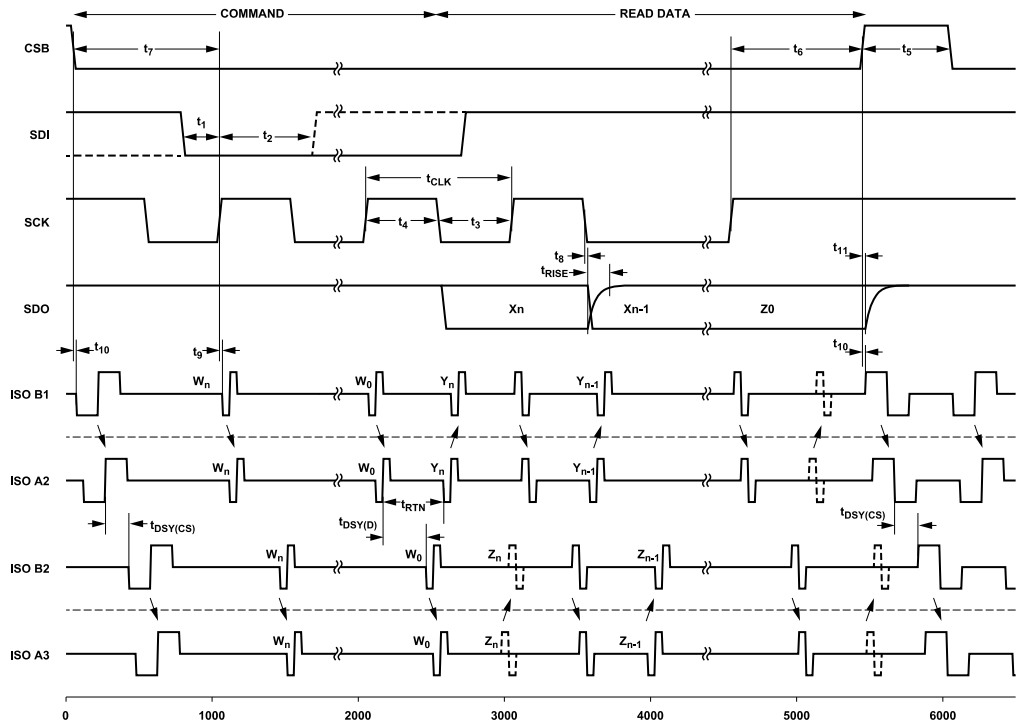 COMMAND READ DATA
CSB t7 t6 t5
SDI t1 t2
tCLK
SCK t4 t3
t8 t11
tRISE
SDO Xn Xn-1 Z0
t10 t9 t10
ISO B1 Wn W0 Yn Yn-1
ISO A2 Wn W0 Yn Yn-1
tRTN
tDSY(CS) tDSY(D) tDSY(CS)
ISO B2 Wn W0 Zn Zn-1
ISO A3 Wn W0 Zn Zn-1
0 1000 2000 3000 4000 5000 6000